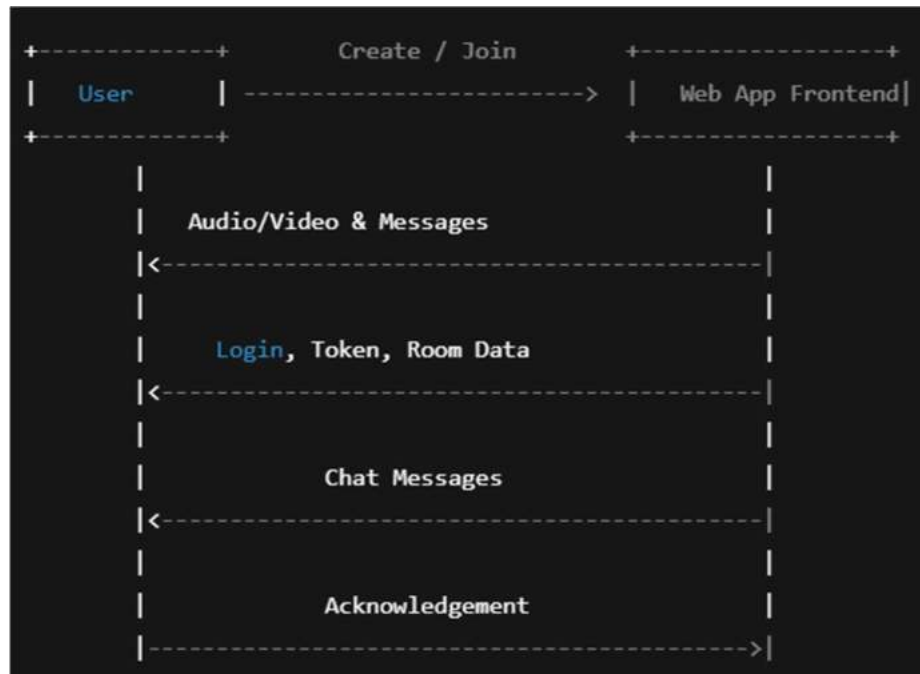 Create / Join
User
Web App Frontend
Audio/Video & Messages
Login, Token, Room Data
Chat Messages
Acknowledgement